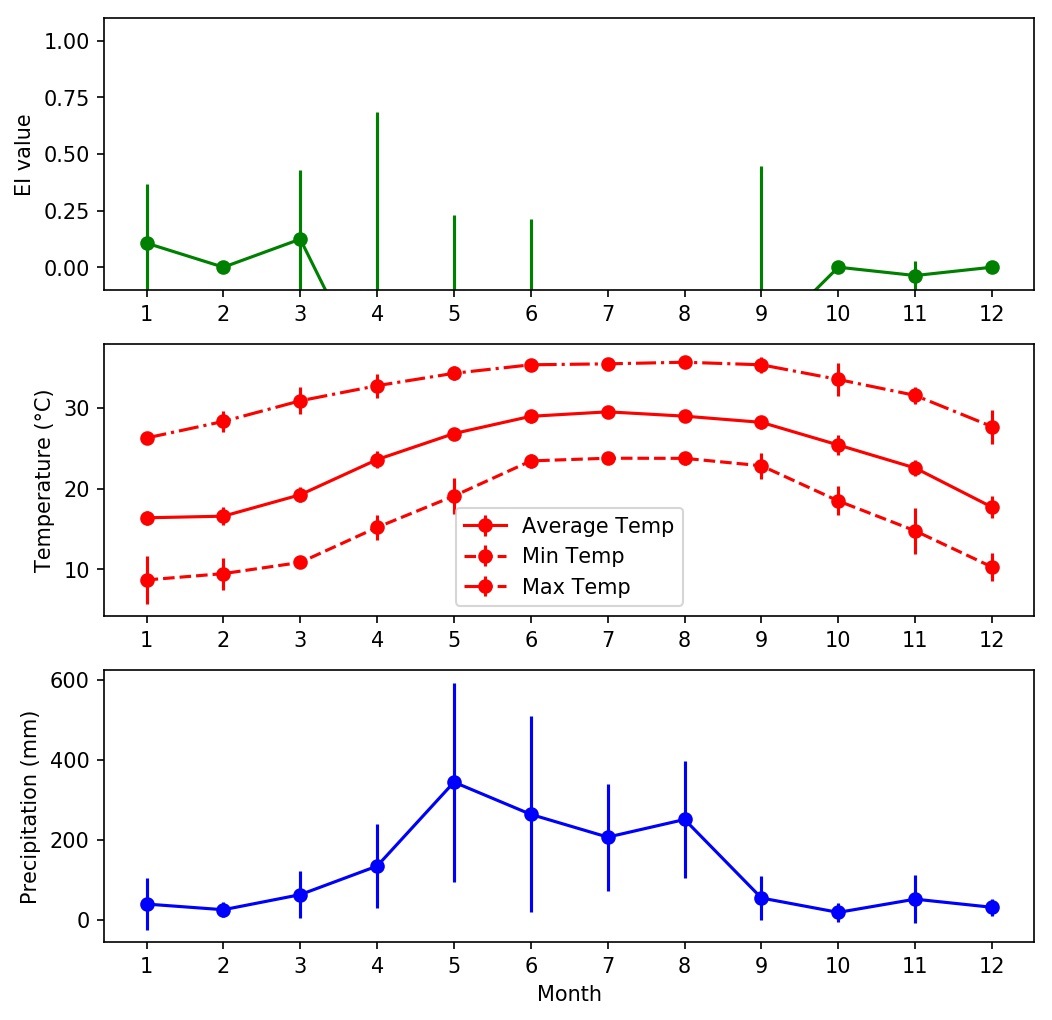 1.00
0.75
0.50
0.25
0.00
EI value
1 2 3 4 5 6 7 8 9 10 11 12
30
20
10
Temperature (°C)
Average Temp
Min Temp
Max Temp
1 2 3 4 5 6 7 8 9 10 11 12
600
400
200
0
Precipitation (mm)
1 2 3 4 5 6 7 8 9 10 11 12
Month